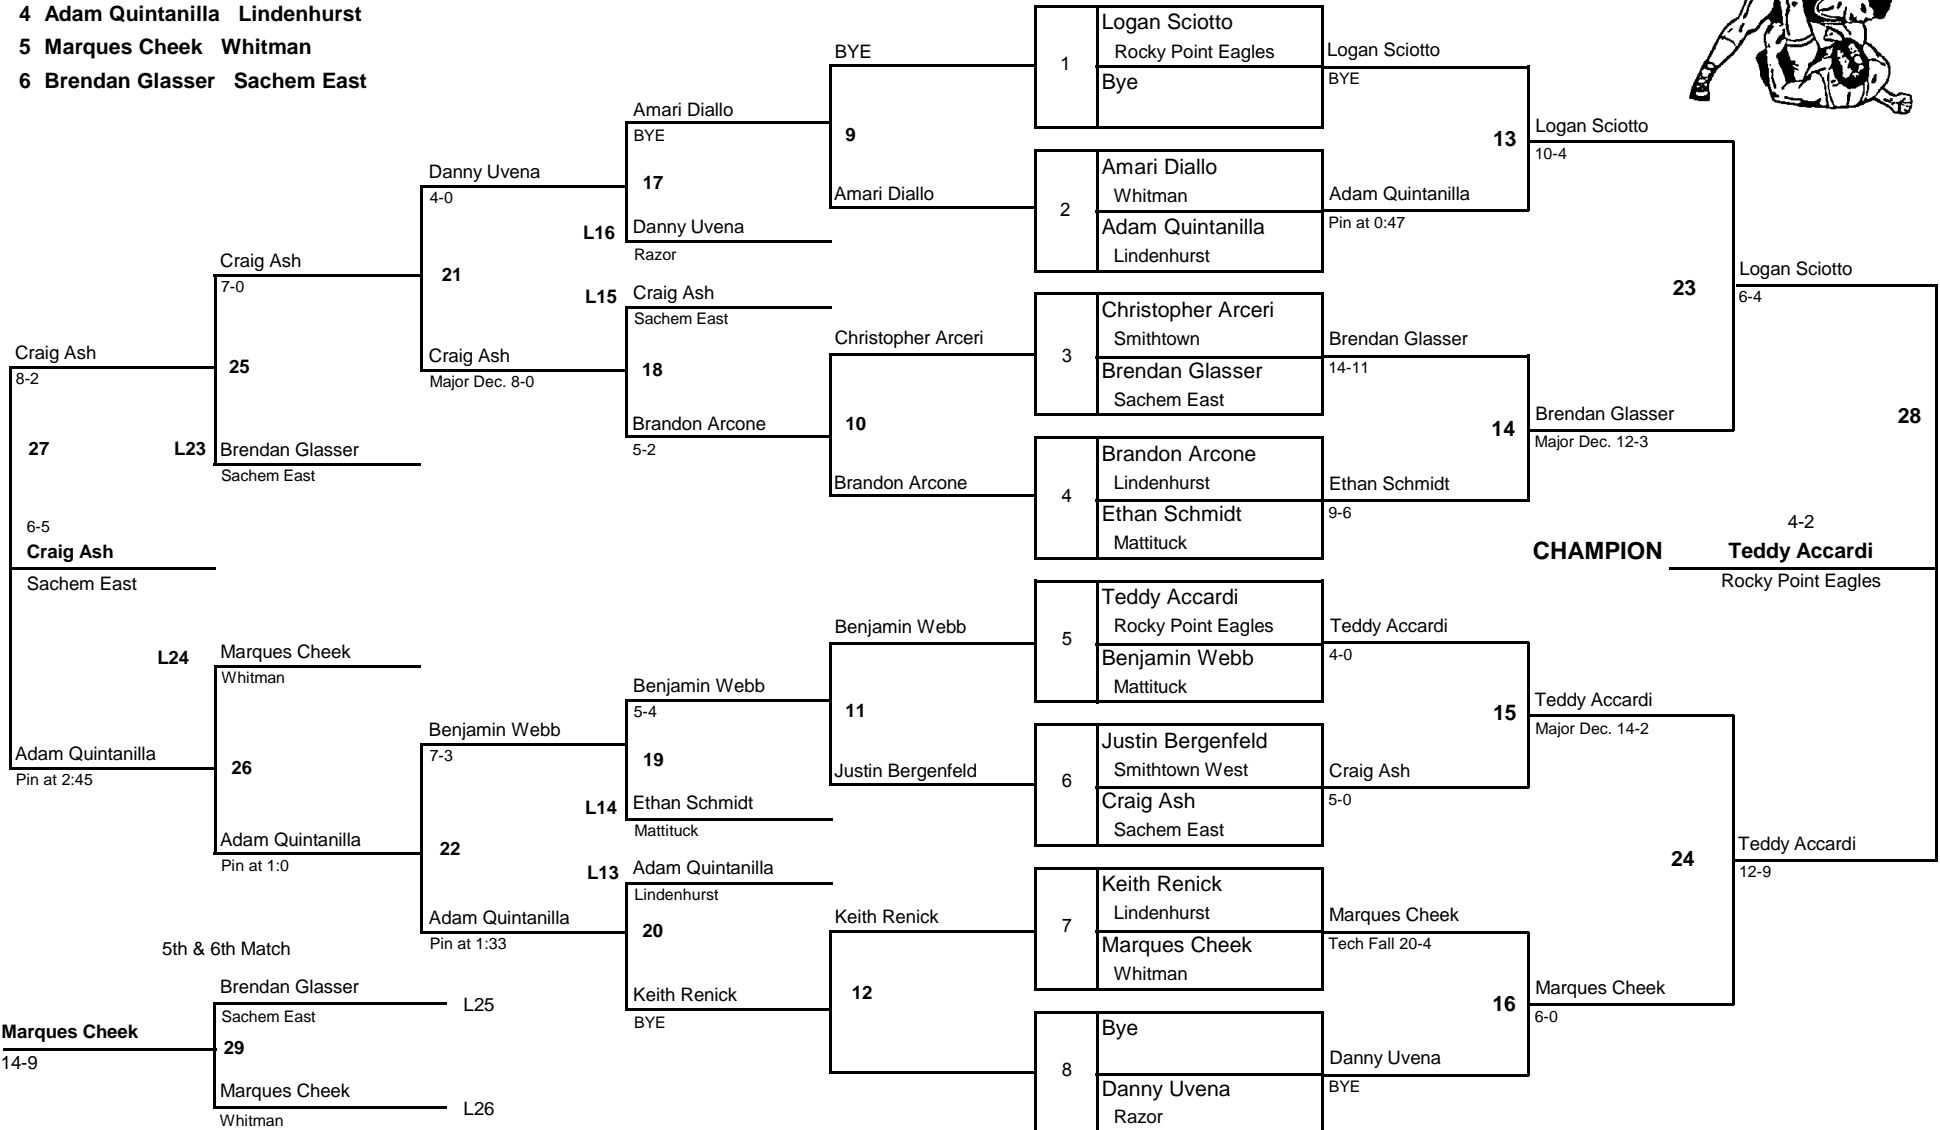 4 Adam Quintanilla Lindenhurst
5 Marques Cheek Whitman
6 Brendan Glasser Sachem East
BYE
Amari Diallo
BYE
9
17
Amari Diallo
Danny Uvena
4-0
L16 Danny Uvena
Razor
Craig Ash
7-0
21
L15 Craig Ash
Sachem East
Craig Ash
8-2
25
Craig Ash
Major Dec. 8-0
18
Christopher Arceri
Brandon Arcone
5-2
10
Brandon Arcone
27
L23 Brendan Glasser
Sachem East
6-5
Craig Ash
Sachem East
L24
Marques Cheek
Whitman
Benjamin Webb
Benjamin Webb
5-4
11
Benjamin Webb
7-3
19
Justin Bergenfeld
Adam Quintanilla
Pin at 2:45
26
L14 Ethan Schmidt
Mattituck
Adam Quintanilla
Pin at 1:0
22
L13 Adam Quintanilla
Lindenhurst
Adam Quintanilla
Pin at 1:33
20
Keith Renick
Keith Renick
BYE
12
5th & 6th Match
Brendan Glasser
L25
Sachem East
Marques Cheek
14-9
29
Marques Cheek
L26
Whitman
1
Logan Sciotto
Rocky Point Eagles
Bye
2
Amari Diallo
Whitman
Adam Quintanilla
Lindenhurst
3
Christopher Arceri
Smithtown
Brendan Glasser
Sachem East
4
Brandon Arcone
Lindenhurst
Ethan Schmidt
Mattituck
5
Teddy Accardi
Rocky Point Eagles
Benjamin Webb
Mattituck
6
Justin Bergenfeld
Smithtown West
Craig Ash
Sachem East
7
Keith Renick
Lindenhurst
Marques Cheek
Whitman
8
Bye
Danny Uvena
Razor
Logan Sciotto
BYE
13
Adam Quintanilla
Pin at 0:47
Brendan Glasser
14-11
14
Ethan Schmidt
9-6
Teddy Accardi
4-0
15
Craig Ash
5-0
Marques Cheek
Tech Fall 20-4
16
Danny Uvena
BYE
Logan Sciotto
10-4
23
Brendan Glasser
Major Dec. 12-3
Teddy Accardi
Major Dec. 14-2
24
Marques Cheek
6-0
Logan Sciotto
6-4
28
4-2
CHAMPION Teddy Accardi
Rocky Point Eagles
Teddy Accardi
12-9